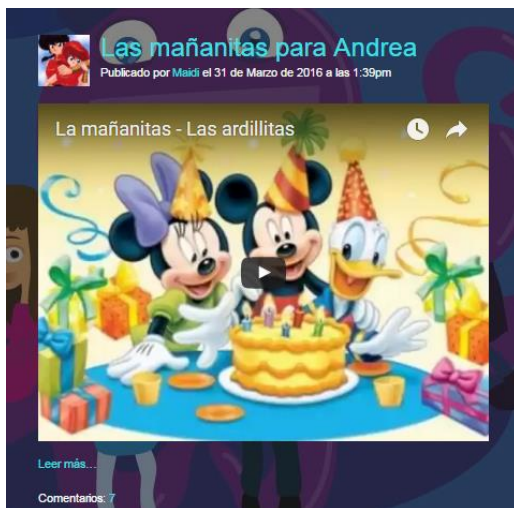 Las mañanitas para Andrea
Publicado por Maidi el 31 de Marzo de 2016 a las 1:39pm
La mañanitas - Las ardillitas
Leer más...
Comentarios: 7